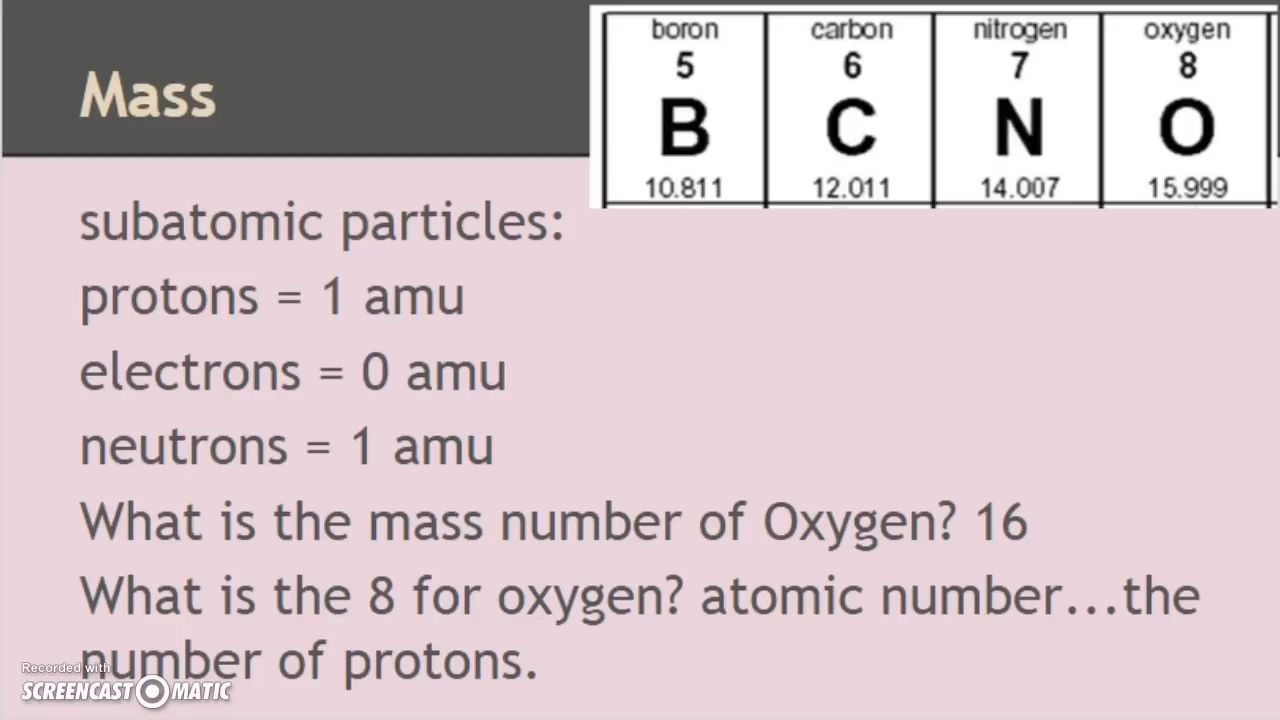 Mass
boron carbon nitrogen oxygen
5 6 7 8
B C N O
10.811 12.011 14.007 15.999
subatomic particles:
protons = 1 amu
electrons = 0 amu
neutrons = 1 amu
What is the mass number of Oxygen? 16
What is the 8 for oxygen? atomic number...the
number of protons.
Recorded with
SCREENCAST MATIC